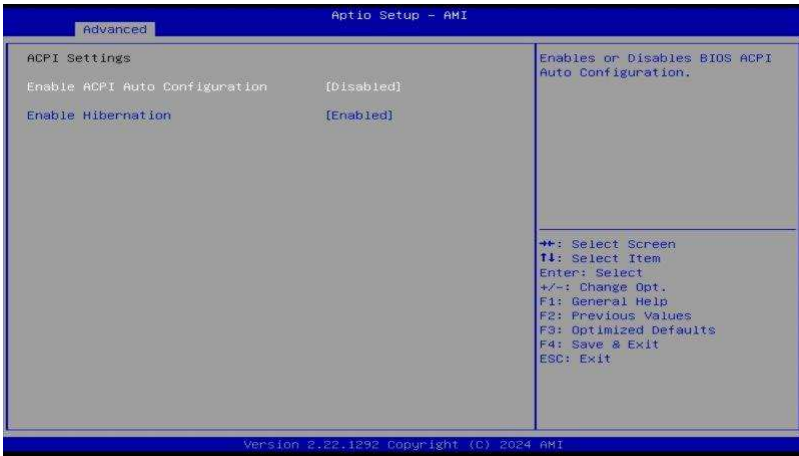 Aptio Setup – AMI
Advanced
ACPI Settings
Enable ACPI Auto Configuration [Disabled]
Enable Hibernation [Enabled]
Enables or Disables BIOS ACPI
Auto Configuration.
→←: Select Screen
↑↓: Select Item
Enter: Select
+/-: Change Opt.
F1: General Help
F2: Previous Values
F3: Optimized Defaults
F4: Save & Exit
ESC: Exit
Version 2.22.1292 Copyright (C) 2024 AMI